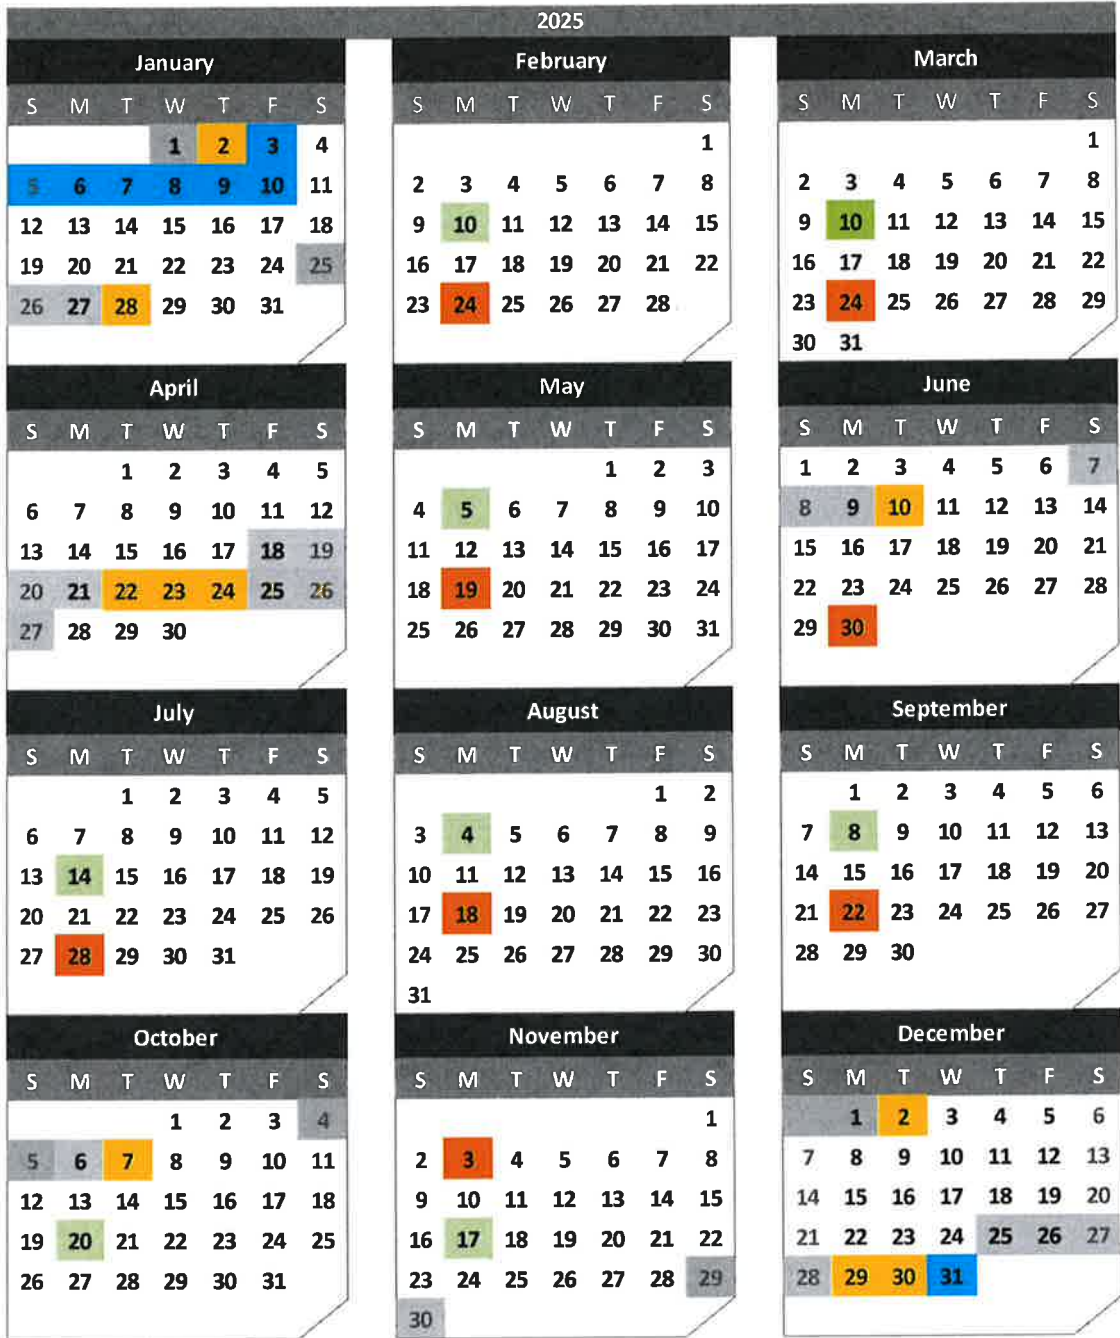 2025
January February March
S M T W T F S S M T W T F S S M T W T F S
1 2 3 4 1 1
5 6 7 8 9 10 11 2 3 4 5 6 7 8 2 3 4 5 6 7 8
12 13 14 15 16 17 18 9 10 11 12 13 14 15 9 10 11 12 13 14 15
19 20 21 22 23 24 25 16 17 18 19 20 21 22 16 17 18 19 20 21 22
26 27 28 29 30 31 23 24 25 26 27 28 23 24 25 26 27 28 29
30 31
April May June
S M T W T F S S M T W T F S S M T W T F S
1 2 3 4 5 1 2 3 1 2 3 4 5 6 7
6 7 8 9 10 11 12 4 5 6 7 8 9 10 8 9 10 11 12 13 14
13 14 15 16 17 18 19 11 12 13 14 15 16 17 15 16 17 18 19 20 21
20 21 22 23 24 25 26 18 19 20 21 22 23 24 22 23 24 25 26 27 28
27 28 29 30 25 26 27 28 29 30 31 29 30
July August September
S M T W T F S S M T W T F S S M T W T F S
1 2 3 4 5 1 2 1 2 3 4 5 6
6 7 8 9 10 11 12 3 4 5 6 7 8 9 7 8 9 10 11 12 13
13 14 15 16 17 18 19 10 11 12 13 14 15 16 14 15 16 17 18 19 20
20 21 22 23 24 25 26 17 18 19 20 21 22 23 21 22 23 24 25 26 27
27 28 29 30 31 24 25 26 27 28 29 30 28 29 30
31
October November December
S M T W T F S S M T W T F S S M T W T F S
1 2 3 4 1 1 2 3 4 5 6
5 6 7 8 9 10 11 2 3 4 5 6 7 8 7 8 9 10 11 12 13
12 13 14 15 16 17 18 9 10 11 12 13 14 15 14 15 16 17 18 19 20
19 20 21 22 23 24 25 16 17 18 19 20 21 22 21 22 23 24 25 26 27
26 27 28 29 30 31 23 24 25 26 27 28 29 28 29 30 31
30